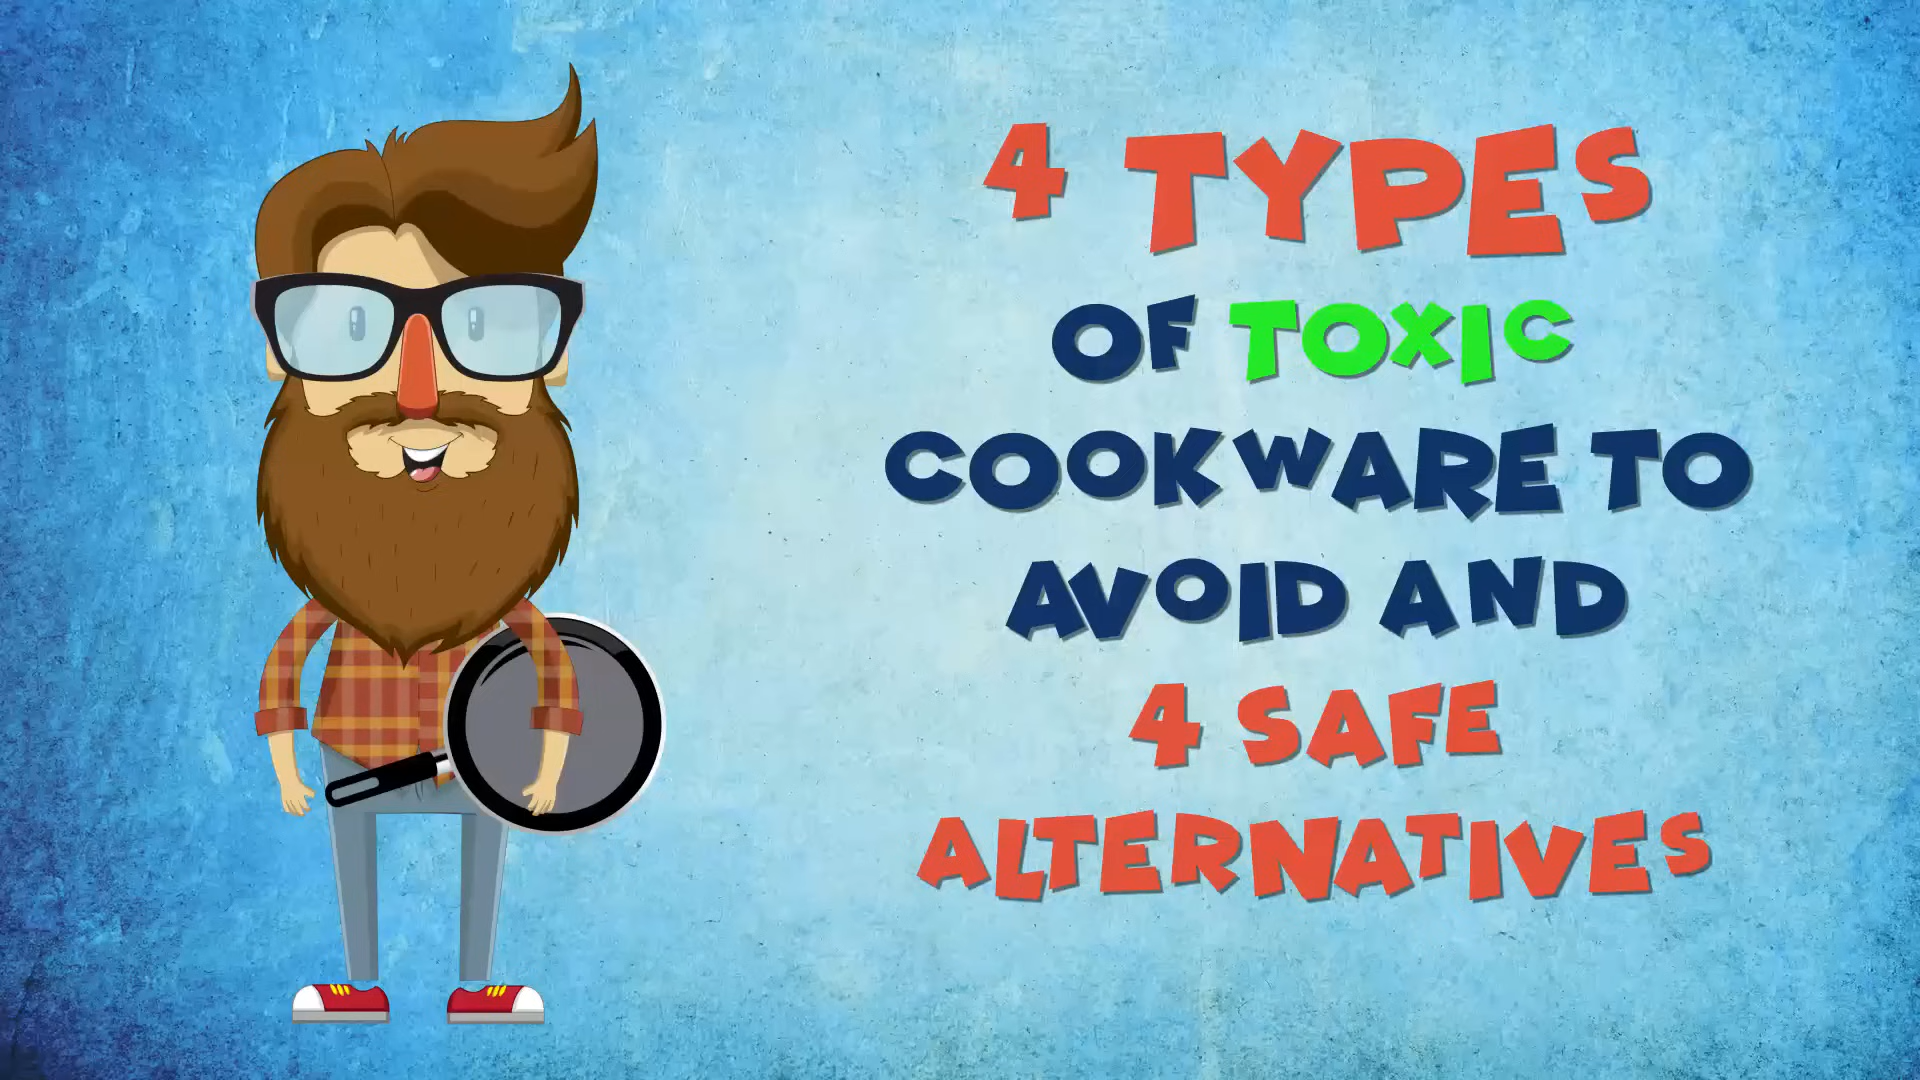 4 TYPES
OF TOXIC
COOKWARE TO
AVOID AND
4 SAFE
ALTERNATIVES